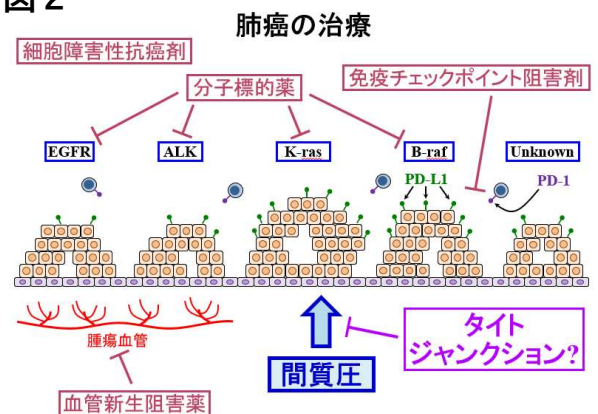 図2
肺癌の治療
細胞障害性抗癌剤
分子標的薬
免疫チェックポイント阻害剤
EGFR
ALK
K-ras
B-raf
Unknown
PD-L1
PD-1
腫瘍血管
血管新生阻害薬
間質圧
タイト
ジャンクション?